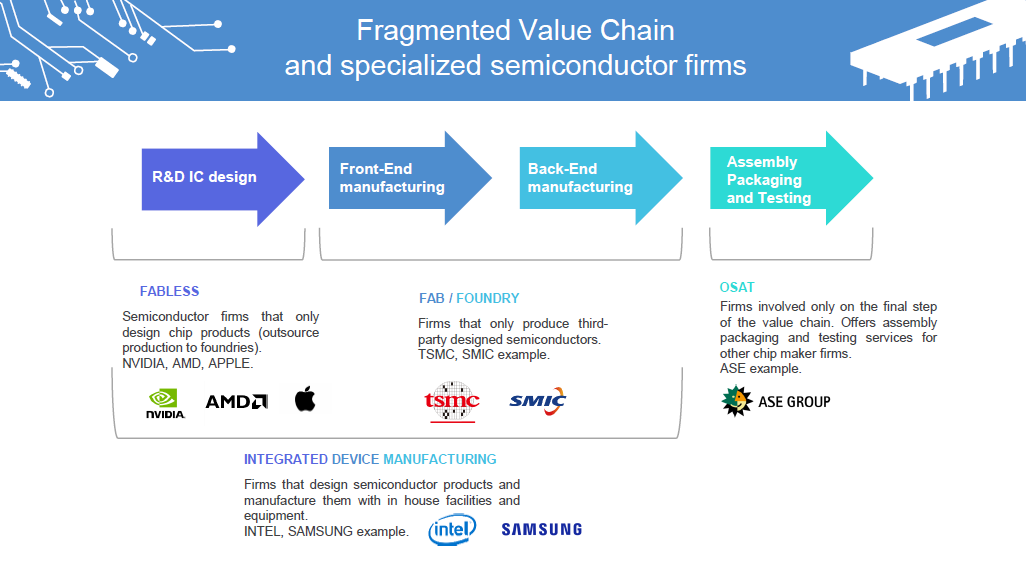 Fragmented Value Chain
and specialized semiconductor firms
R&D IC design
Front-End
manufacturing
Back-End
manufacturing
Assembly
Packaging
and Testing
FABLESS
Semiconductor firms that only
design chip products (outsource
production to foundries).
NVIDIA, AMD, APPLE.
NVIDIA.
AMD
FAB / FOUNDRY
Firms that only produce third-
party designed semiconductors.
TSMC, SMIC example.
tsmc
SMIC
OSAT
Firms involved only on the final step
of the value chain. Offers assembly
packaging and testing services for
other chip maker firms.
ASE example.
ASE GROUP
INTEGRATED DEVICE MANUFACTURING
Firms that design semiconductor products and
manufacture them with in house facilities and
equipment.
INTEL, SAMSUNG example.
intel
SAMSUNG